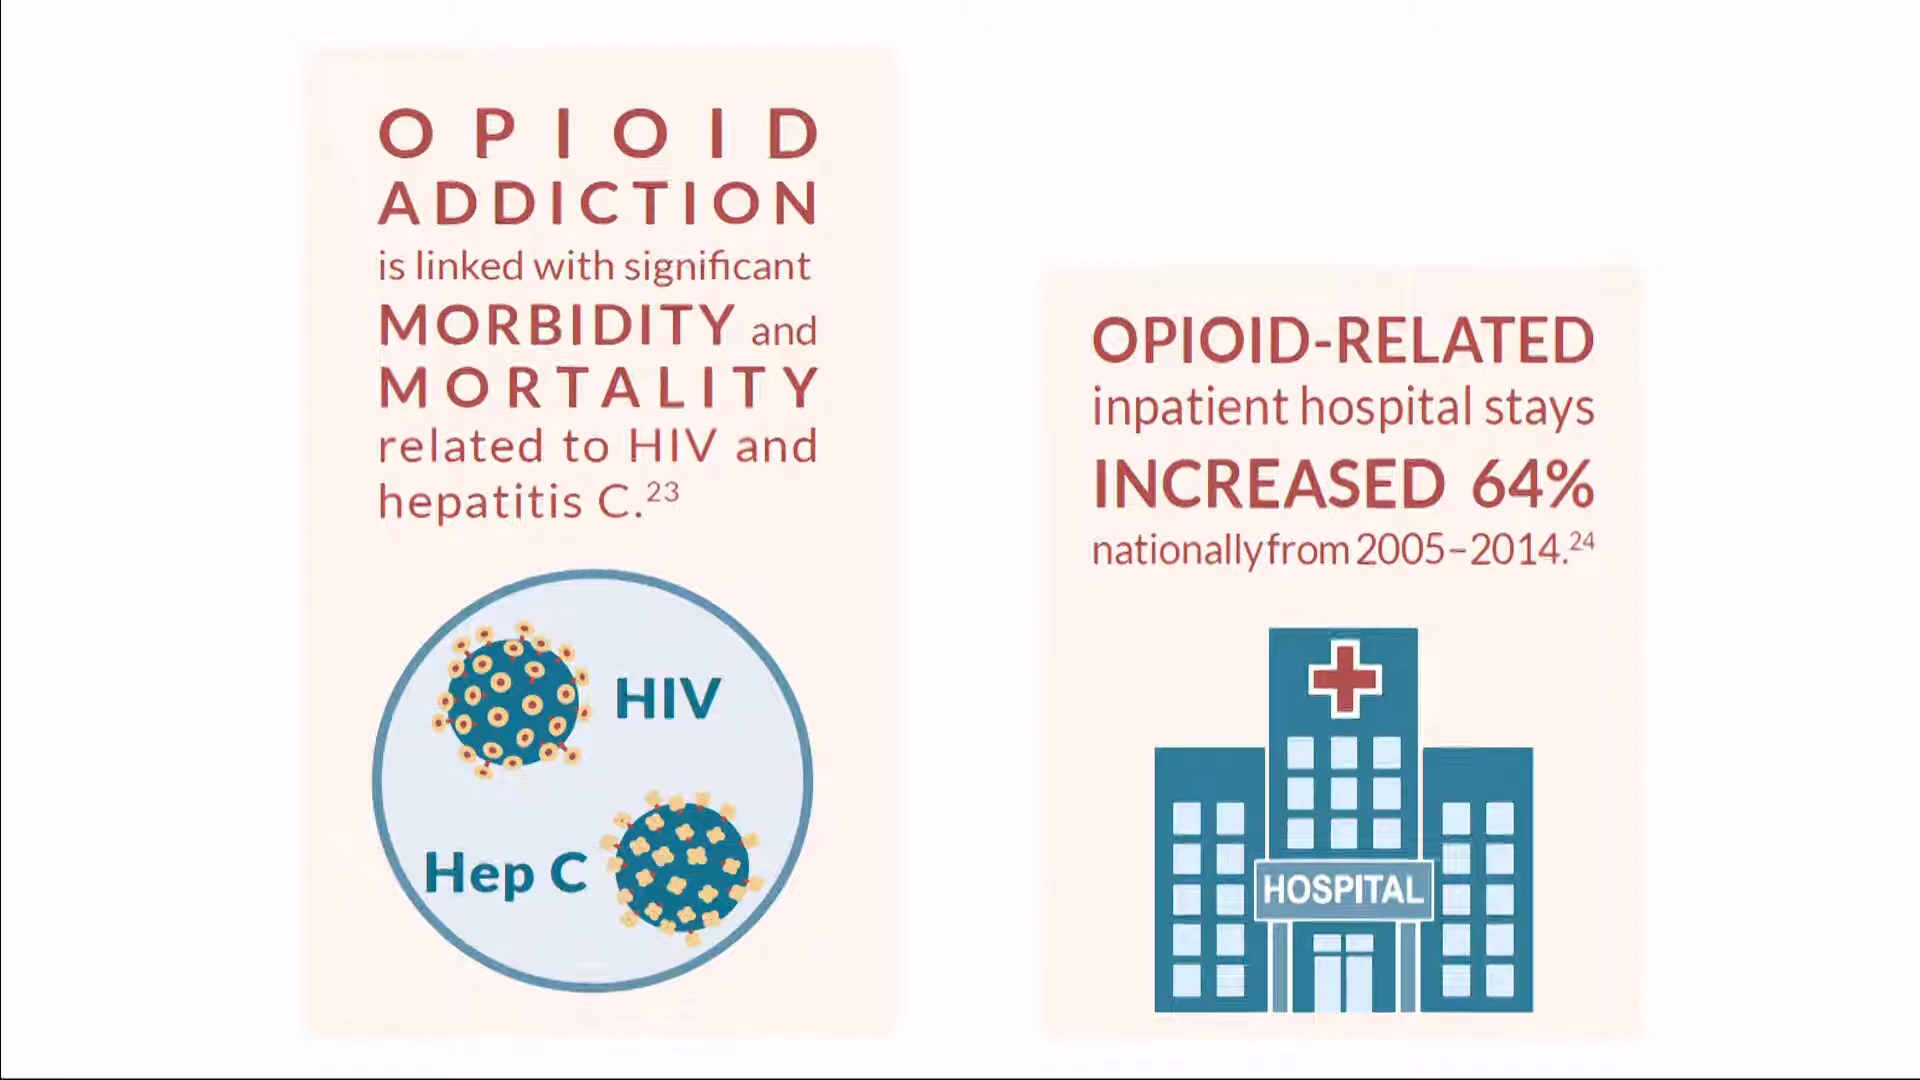 OPIOID
ADDICTION
is linked with significant
MORBIDITY and
MORTALITY
related to HIV and
hepatitis C.23
HIV
Hep C
OPIOID-RELATED
inpatient hospital stays
INCREASED 64%
nationally from 2005–2014.24
HOSPITAL